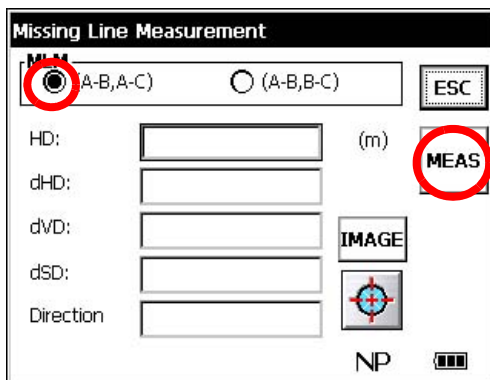 Missing Line Measurement
MLM
(A-B,A-C)
(A-B,B-C)
ESC
HD:
(m)
MEAS
dHD:
dVD:
IMAGE
dSD:
Direction
NP